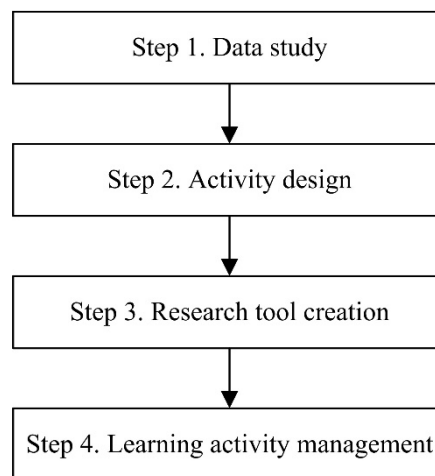 Step 1. Data study
Step 2. Activity design
Step 3. Research tool creation
Step 4. Learning activity management